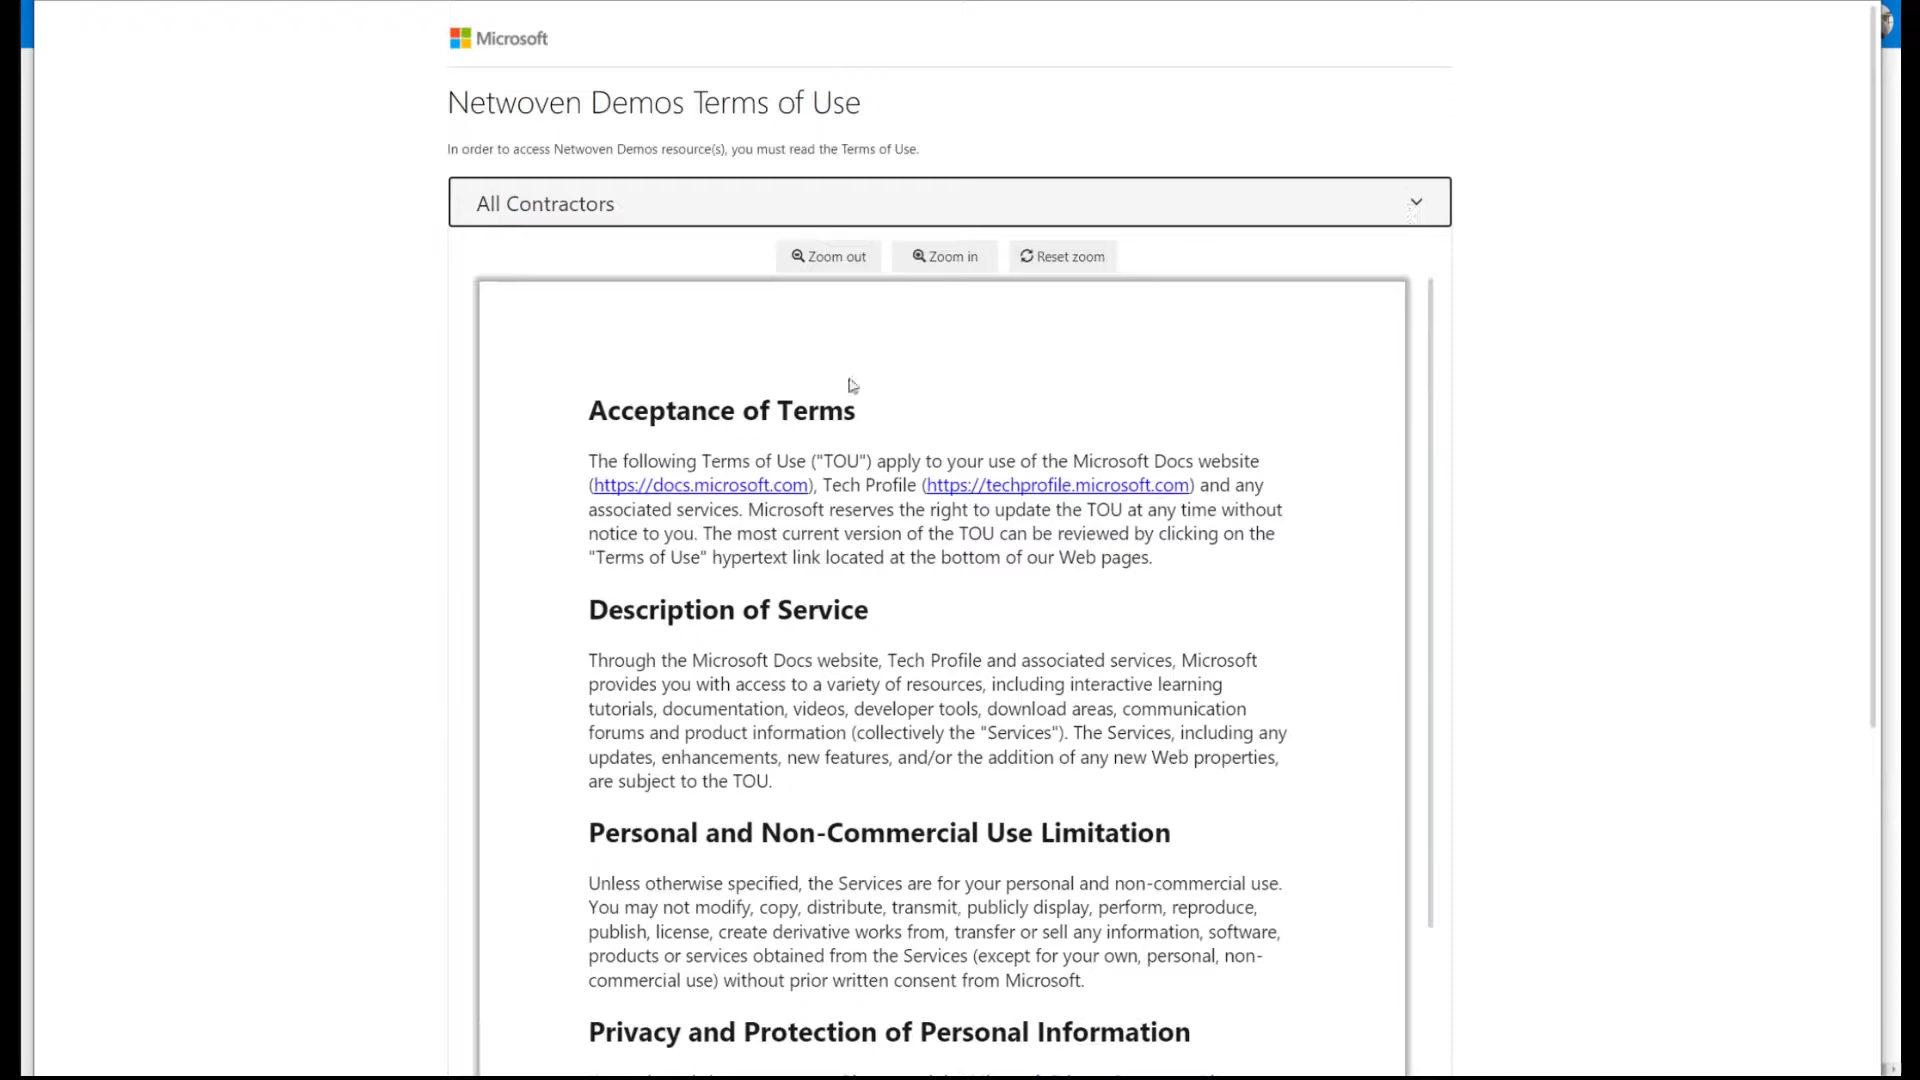 Microsoft
Netwoven Demos Terms of Use
In order to access Netwoven Demos resource(s), you must read the Terms of Use.
All Contractors
Zoom out Zoom in Reset zoom
Acceptance of Terms
The following Terms of Use ("TOU") apply to your use of the Microsoft Docs website
(https://docs.microsoft.com), Tech Profile (https://techprofile.microsoft.com) and any
associated services. Microsoft reserves the right to update the TOU at any time without
notice to you. The most current version of the TOU can be reviewed by clicking on the
"Terms of Use" hypertext link located at the bottom of our Web pages.
Description of Service
Through the Microsoft Docs website, Tech Profile and associated services, Microsoft
provides you with access to a variety of resources, including interactive learning
tutorials, documentation, videos, developer tools, download areas, communication
forums and product information (collectively the "Services"). The Services, including any
updates, enhancements, new features, and/or the addition of any new Web properties,
are subject to the TOU.
Personal and Non-Commercial Use Limitation
Unless otherwise specified, the Services are for your personal and non-commercial use.
You may not modify, copy, distribute, transmit, publicly display, perform, reproduce,
publish, license, create derivative works from, transfer or sell any information, software,
products or services obtained from the Services (except for your own, personal, non-
commercial use) without prior written consent from Microsoft.
Privacy and Protection of Personal Information